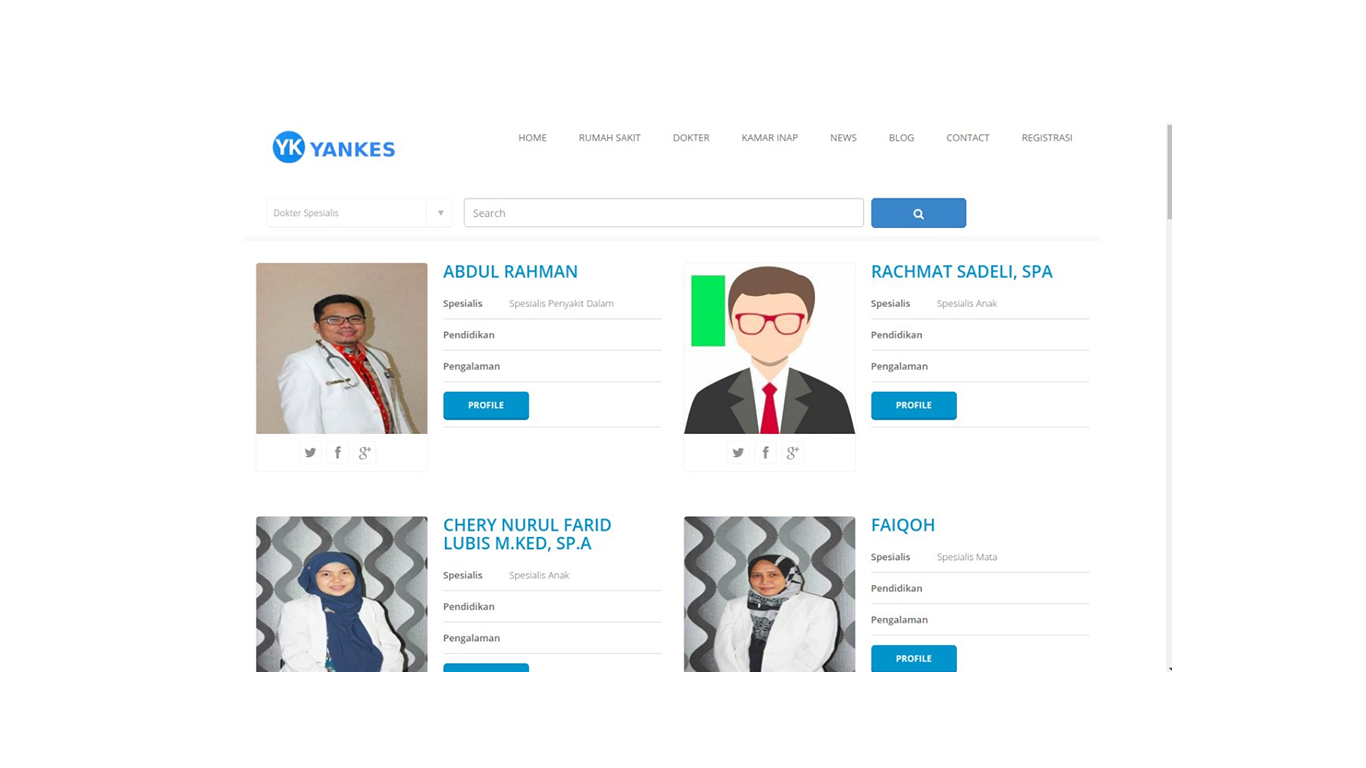 YK YANKES
HOME RUMAH SAKIT DOKTER KAMAR INAP NEWS BLOG CONTACT REGISTRASI
Dokter Spesialis
Search
ABDUL RAHMAN
Spesialis Spesialis Penyakit Dalam
Pendidikan
Pengalaman
PROFILE
RACHMAT SADELI, SPA
Spesialis Spesialis Anak
Pendidikan
Pengalaman
PROFILE
CHERY NURUL FARID
LUBIS M.KED, SP.A
Spesialis Spesialis Anak
Pendidikan
Pengalaman
FAIQOH
Spesialis Spesialis Mata
Pendidikan
Pengalaman
PROFILE